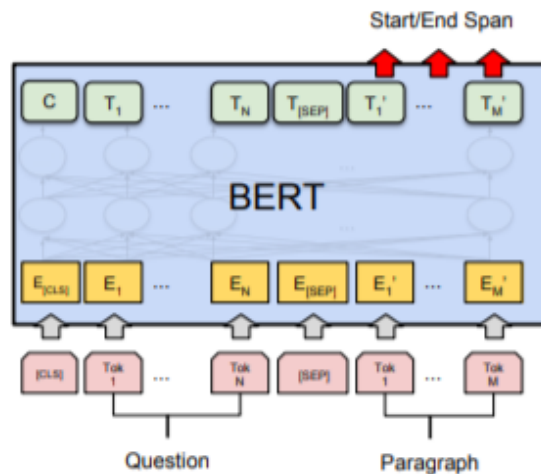 Start/End Span
C T1 ... TN T[SEP] T1' ... TM'
...
BERT
...
E[CLS] E1 ... EN E[SEP] E1' ... EM'
[CLS] Tok 1 ... Tok N [SEP] Tok 1 ... Tok M
Question Paragraph